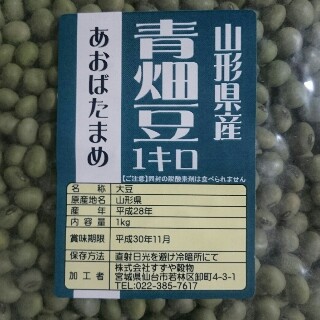 山形県産
青畑豆
1キロ
あおばたまめ
【ご注意】同封の脱酸素剤は食べられません
名称 大豆
原産地名 山形県
産年 平成28年
内容量 1kg
賞味期限 平成30年11月
保存方法 直射日光を避け冷暗所にて
加工者 株式会社すずや穀物
宮城県仙台市若林区卸町4-3-1
TEL:022-385-7617